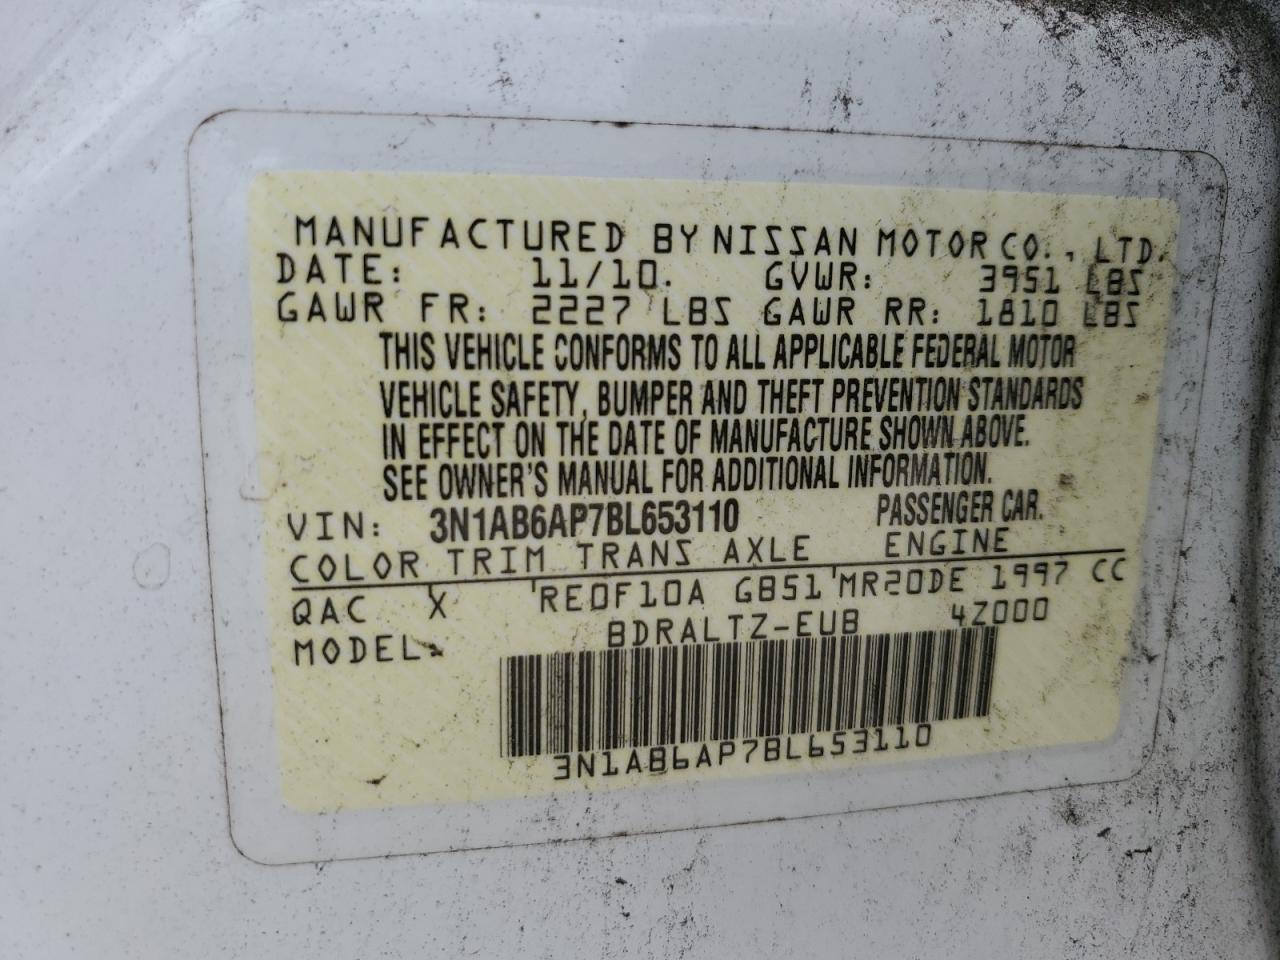 MANUFACTURED BY NISSAN MOTOR CO., LTD.
DATE: 11/10. GVWR: 3951 LBS
GAWR FR: 2227 LBS GAWR RR: 1810 LBS
THIS VEHICLE CONFORMS TO ALL APPLICABLE FEDERAL MOTOR
VEHICLE SAFETY, BUMPER AND THEFT PREVENTION STANDARDS
IN EFFECT ON THE DATE OF MANUFACTURE SHOWN ABOVE.
SEE OWNER'S MANUAL FOR ADDITIONAL INFORMATION.
VIN: 3N1AB6AP7BL653110 PASSENGER CAR.
COLOR TRIM TRANS AXLE ENGINE
QAC X 'RE0F10A GB51'MR20DE 1997 CC
MODEL: BDRALTZ-EUB 4Z000
3N1AB6AP7BL653110